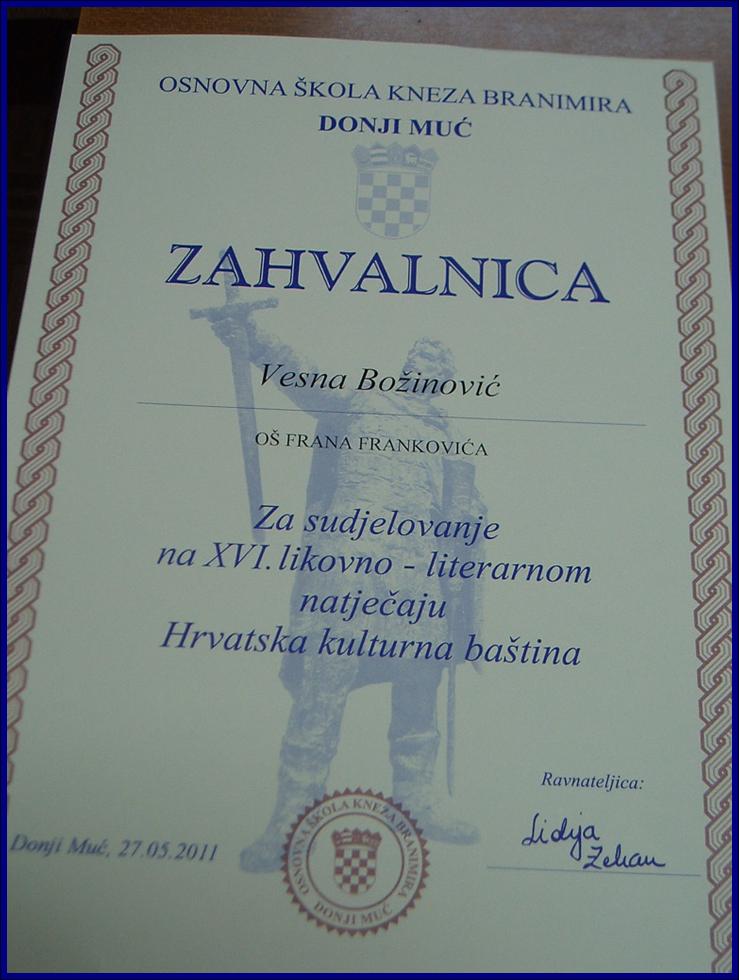 OSNOVNA ŠKOLA KNEZA BRANIMIRA
DONJI MUĆ
ZAHVALNICA
Vesna Božinović
OŠ FRANA FRANKOVIĆA
Za sudjelovanje
na XVI. likovno - literarnom
natječaju
Hrvatska kulturna baština
Ravnateljica:
Lidija
Zelan
Donji Muć, 27.05.2011
OSNOVNA ŠKOLA KNEZA BRANIMIRA
DONJI MUĆ